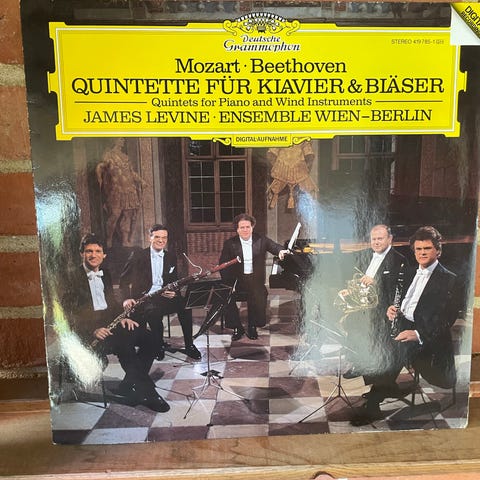 Deutsche
Grammophon
STEREO 419 785-1 GH
Mozart · Beethoven
QUINTETTE FÜR KLAVIER & BLÄSER
Quintets for Piano and Wind Instruments
JAMES LEVINE · ENSEMBLE WIEN–BERLIN
DIGITAL-AUFNAHME